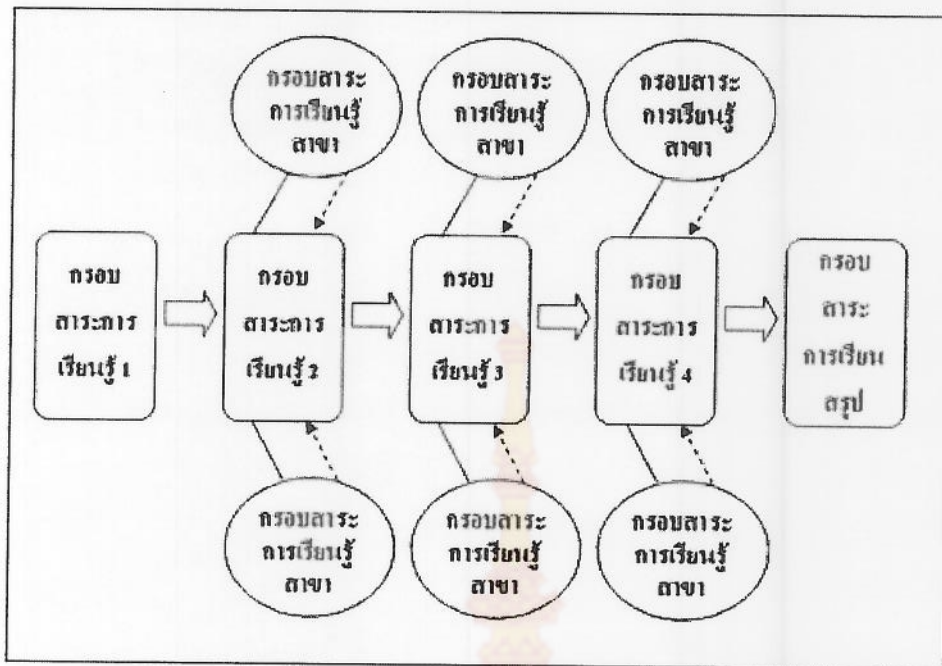 กรอบสาระ
การเรียนรู้
สาขา
กรอบสาระ
การเรียนรู้
สาขา
กรอบสาระ
การเรียนรู้
สาขา
กรอบ
สาระการ
เรียนรู้ 1
กรอบ
สาระการ
เรียนรู้ 2
กรอบ
สาระการ
เรียนรู้ 3
กรอบ
สาระการ
เรียนรู้ 4
กรอบ
สาระ
การเรียน
สรุป
กรอบสาระ
การเรียนรู้
สาขา
กรอบสาระ
การเรียนรู้
สาขา
กรอบสาระ
การเรียนรู้
สาขา